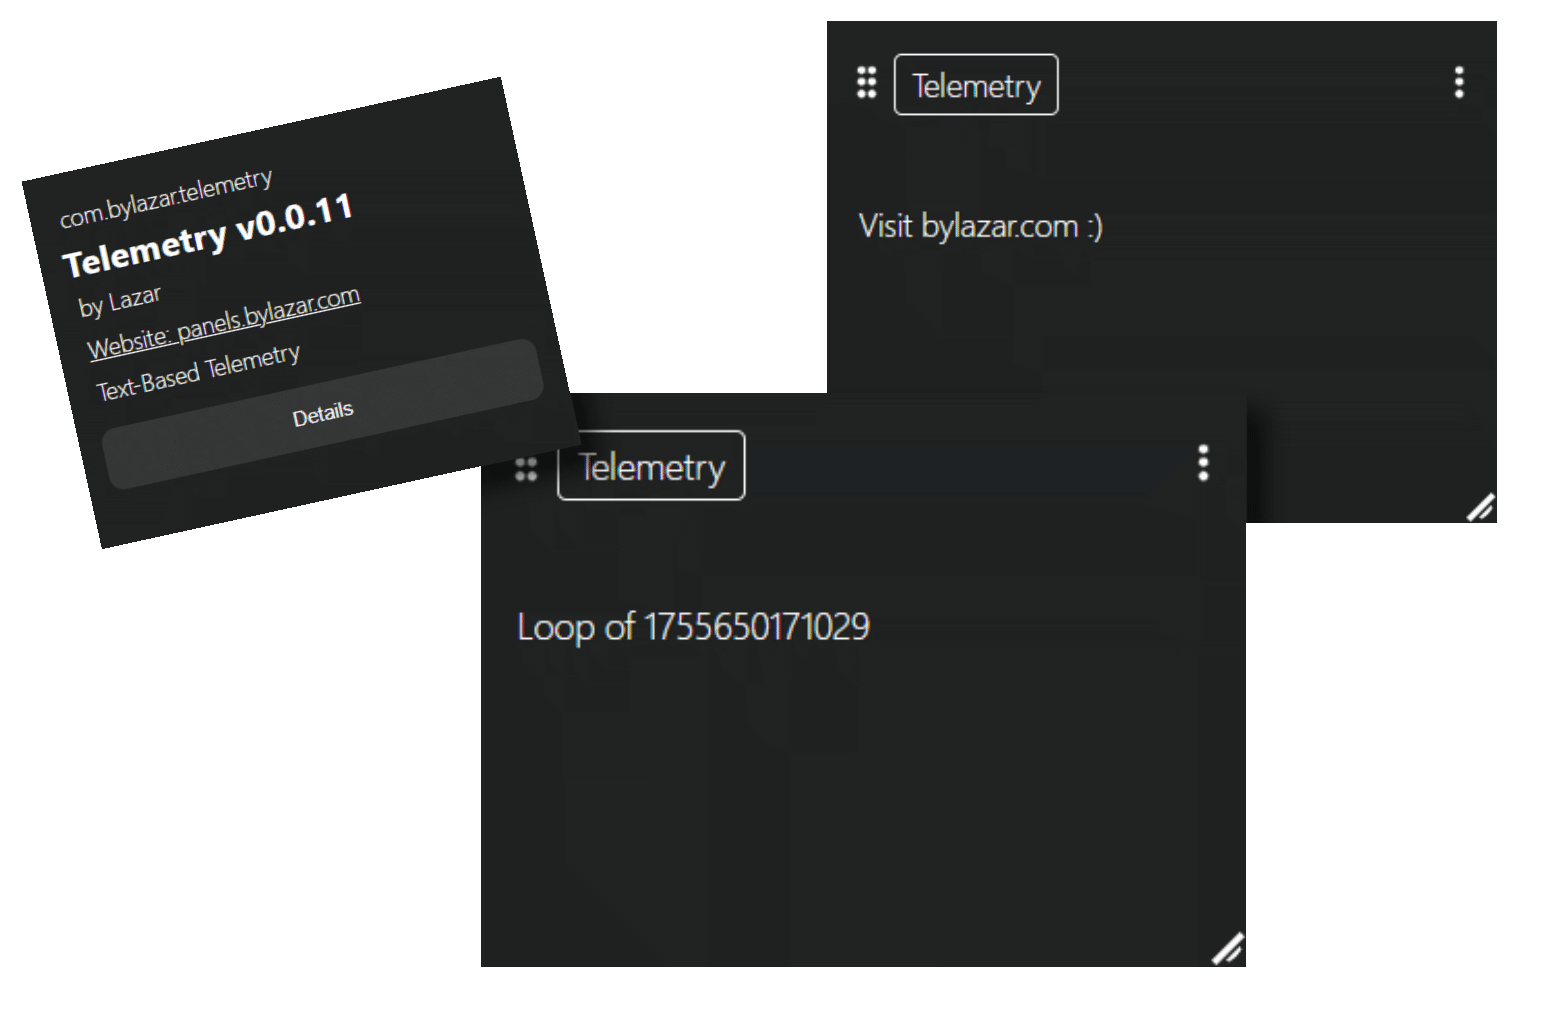 com.bylazar.telemetry
Telemetry v0.0.11
by Lazar
Website: panels.bylazar.com
Text-Based Telemetry
Details
Telemetry
Visit bylazar.com :)
Telemetry
Loop of 1755650171029